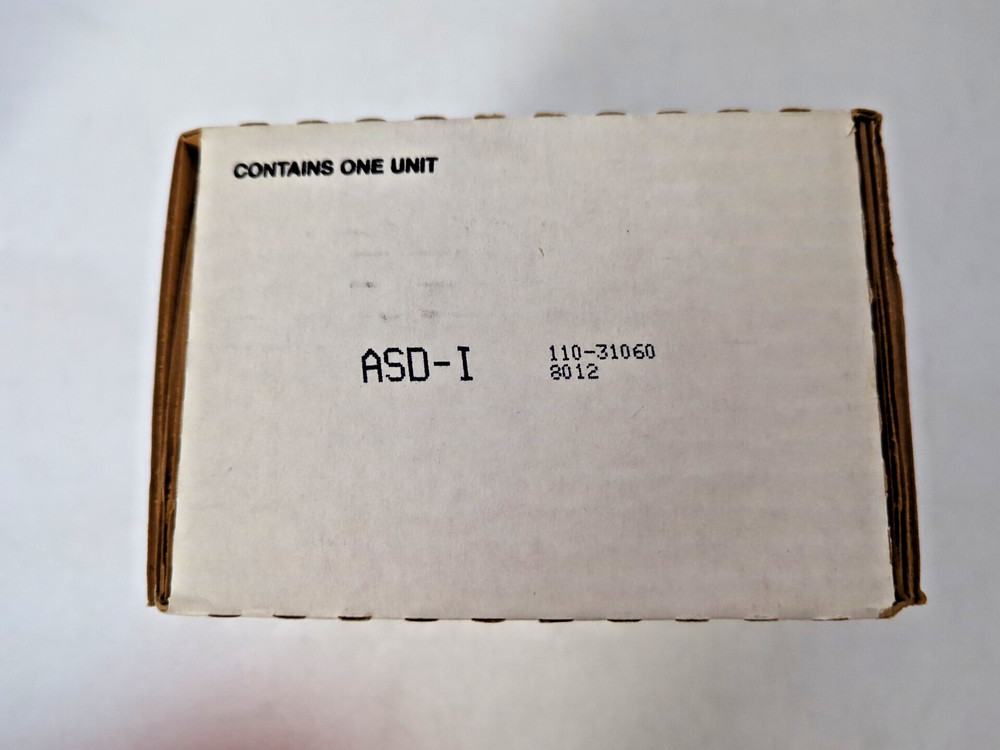 CONTAINS ONE UNIT
ASD-I
110-31060
8012